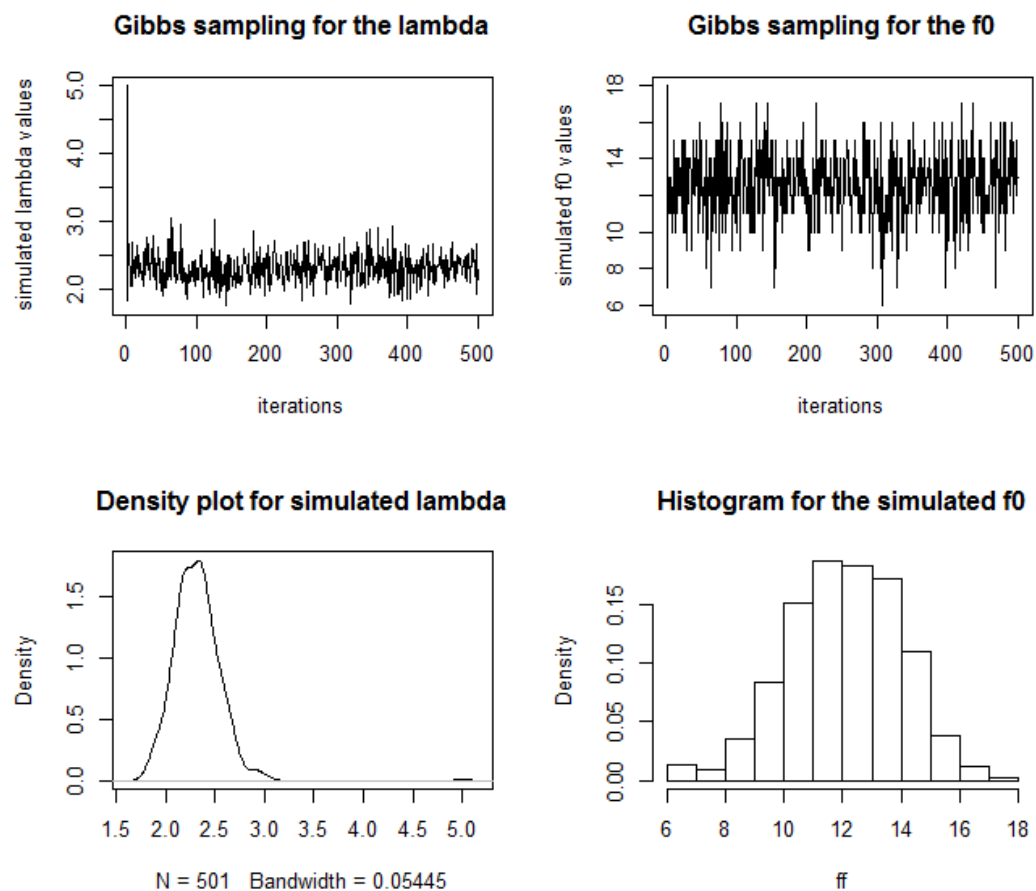 Gibbs sampling for the lambda
simulated lambda values
5.0
4.0
3.0
2.0
0 100 200 300 400 500
iterations
Gibbs sampling for the f0
simulated f0 values
18
14
10
8
6
0 100 200 300 400 500
iterations
Density plot for simulated lambda
Density
1.5
1.0
0.5
0.0
1.5 2.0 2.5 3.0 3.5 4.0 4.5 5.0
N = 501 Bandwidth = 0.05445
Histogram for the simulated f0
Density
0.15
0.10
0.05
0.00
6 8 10 12 14 16 18
ff